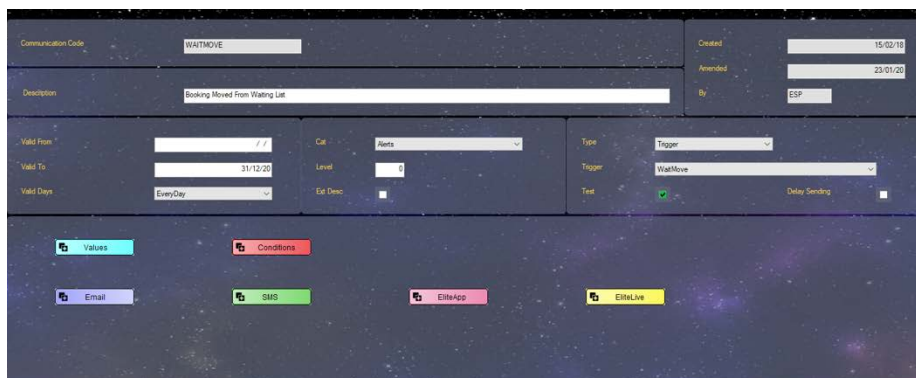 Communication Code WAITMOVE Created 15/02/18
Amended 23/01/20
Description Booking Moved From Waiting List By ESP
Valid From / / Cat Alerts Type Trigger
Valid To 31/12/20 Level 0 Trigger WaitMove
Valid Days EveryDay Ext Desc Test Delay Sending
Values Conditions
Email SMS EliteApp EliteLive